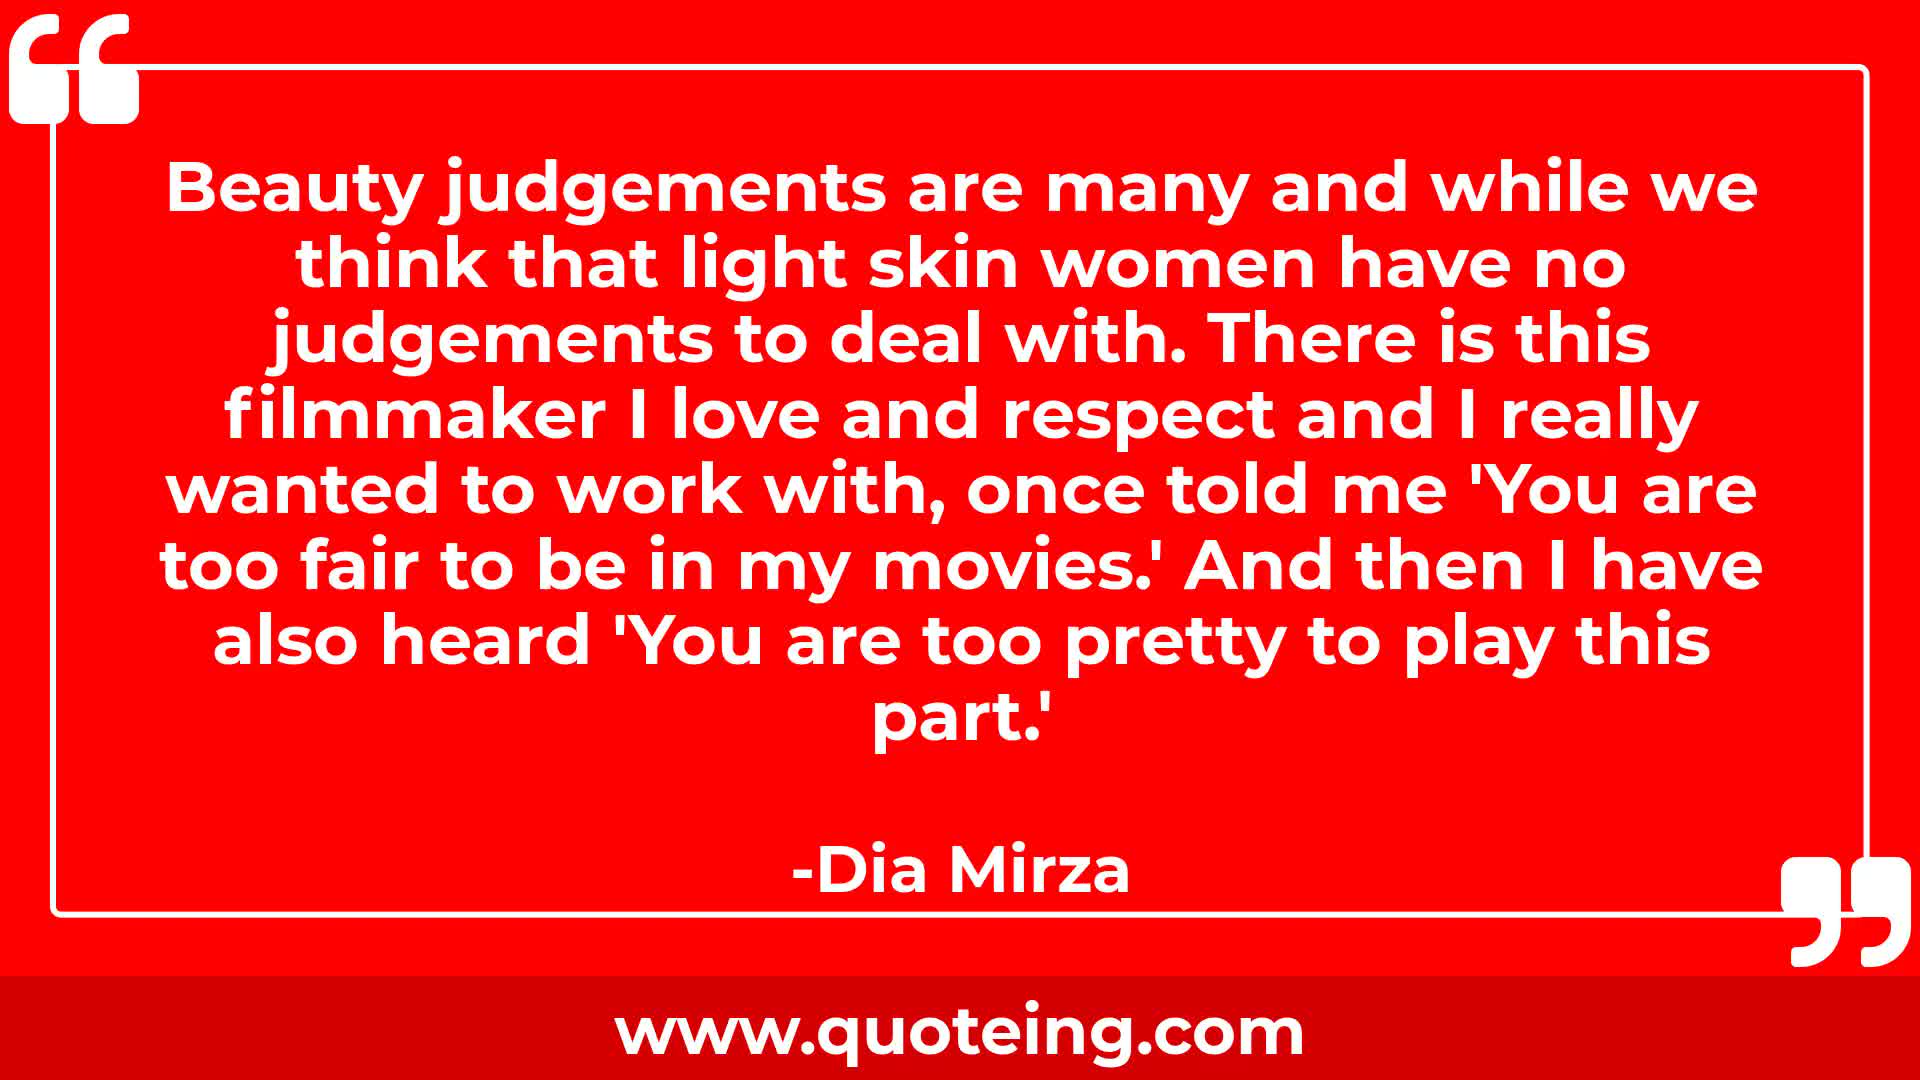 Beauty judgements are many and while we
think that light skin women have no
judgements to deal with. There is this
filmmaker I love and respect and I really
wanted to work with, once told me 'You are
too fair to be in my movies.' And then I have
also heard 'You are too pretty to play this
part.'
-Dia Mirza
www.quoteing.com